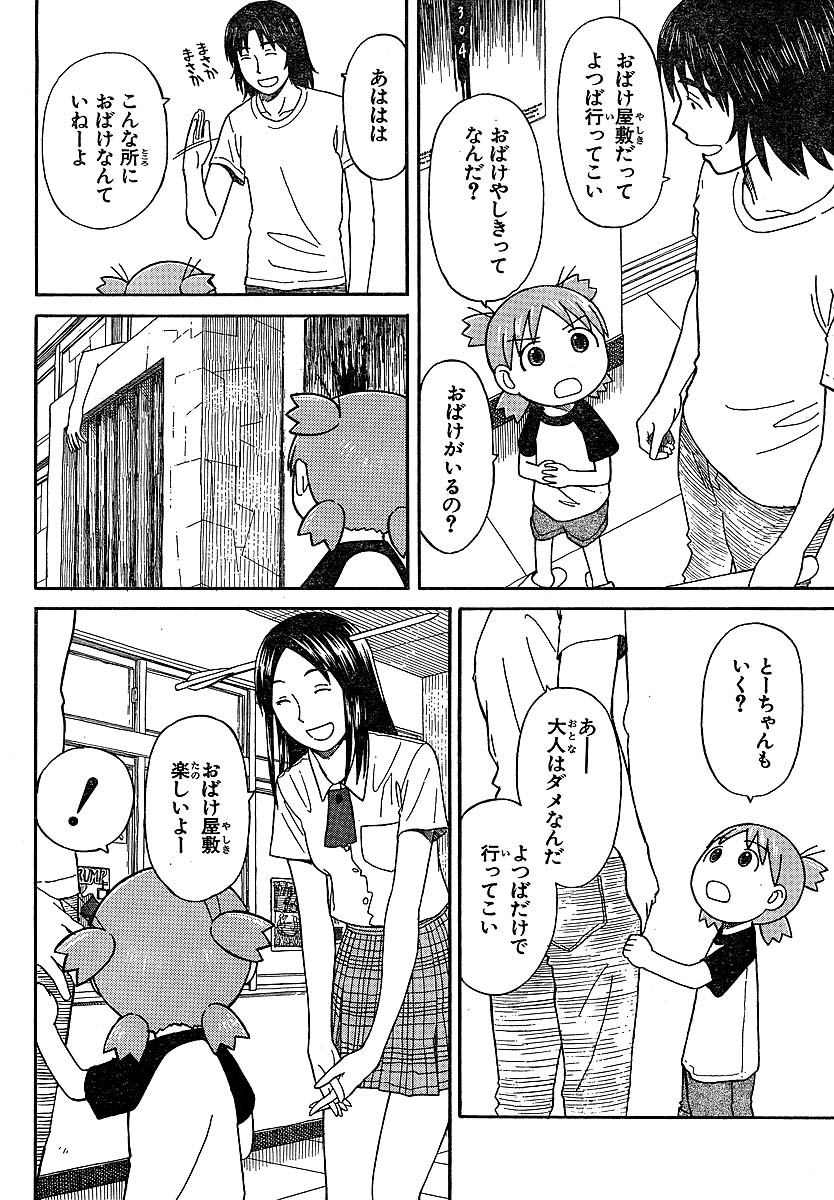 304
おばけ屋敷だって
よつば行ってこい
おばけやしきって
なんだ?
おばけがいるの?
あははは
まさか
まさか
こんな所に
おばけなんて
いねーよ
とーちゃんも
いく?
あー
大人はダメなんだ
よつばだけで
行ってこい
おばけ屋敷
楽しいよー
!